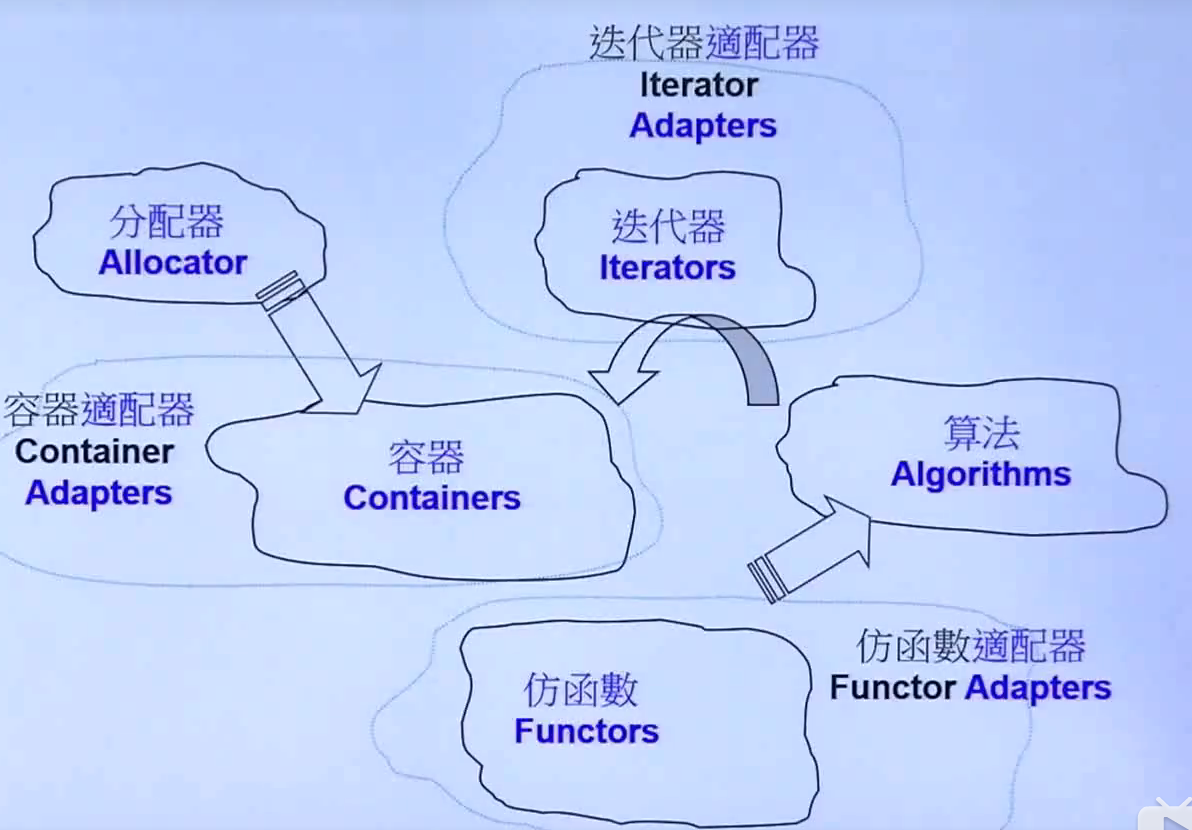 迭代器適配器
Iterator
Adapters
分配器
Allocator
迭代器
Iterators
容器適配器
Container
Adapters
容器
Containers
算法
Algorithms
仿函數
Functors
仿函數適配器
Functor Adapters